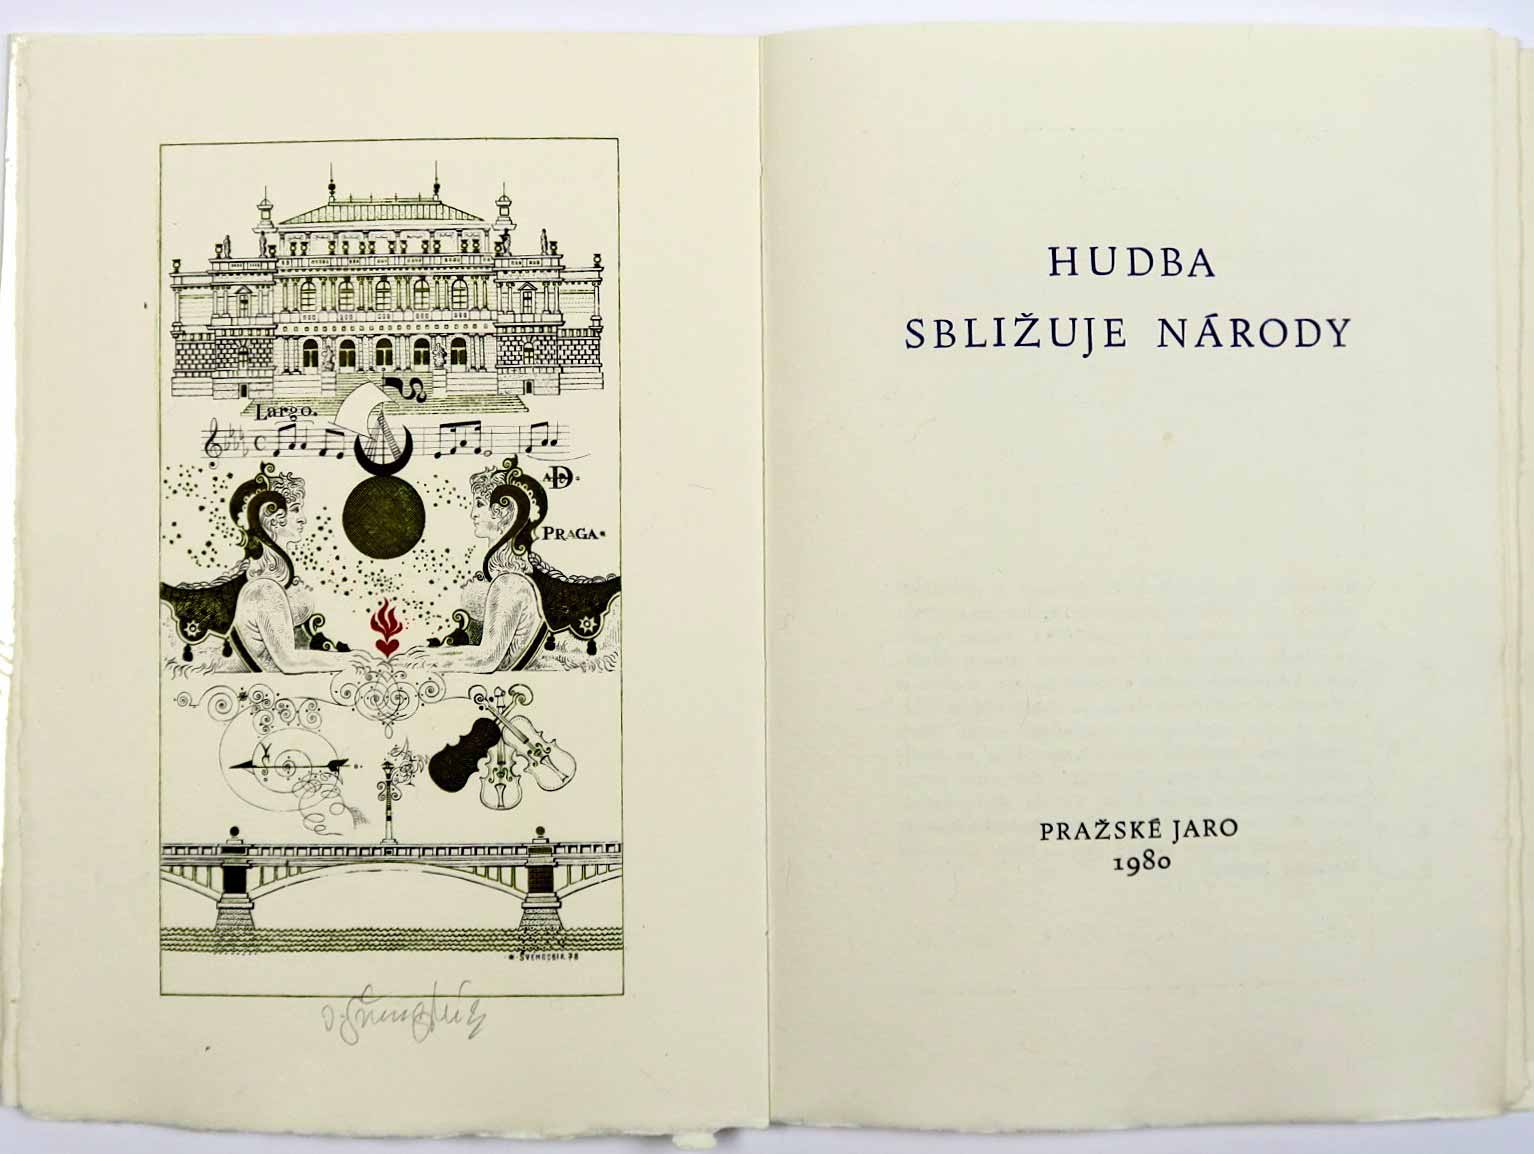 Largo.
PRAGA
ŠVENGSBÍR 78
HUDBA
SBLIŽUJE NÁRODY
PRAŽSKÉ JARO
1980